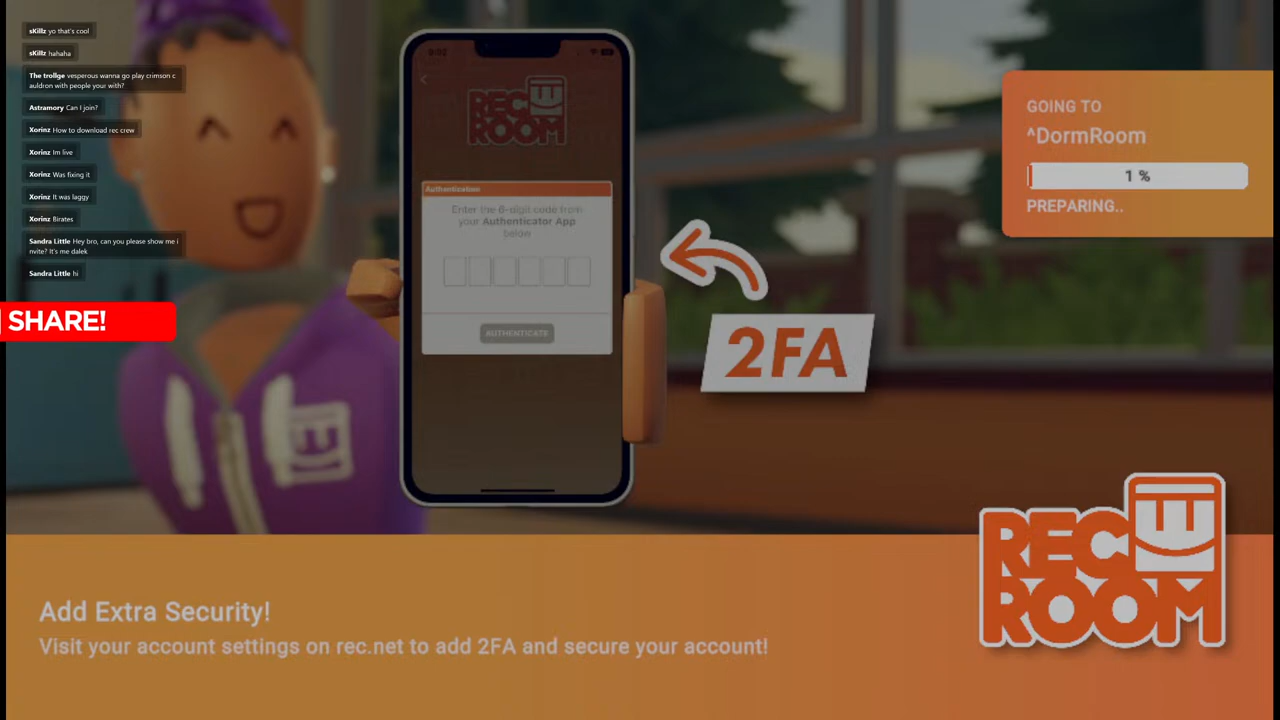 sKillz yo that's cool
sKillz hahaha
The trollge vesperous wanna go play crimson c
auldron with people your with?
Astramory Can I join?
Xorinz How to download rec crew
Xorinz Im live
Xorinz Was fixing it
Xorinz It was laggy
Xorinz Birates
Sandra Little Hey bro, can you please show me i
nvite? It's me dalek
Sandra Little hi
SHARE!
9:02
REC
ROOM
Authentication
Enter the 6-digit code from
your Authenticator App
below
AUTHENTICATE
2FA
GOING TO
^DormRoom
1 %
PREPARING..
REC
ROOM
Add Extra Security!
Visit your account settings on rec.net to add 2FA and secure your account!